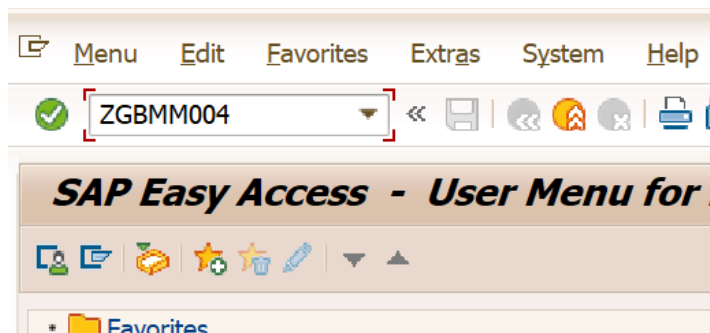 Menu Edit Favorites Extras System Help
ZGBMM004
SAP Easy Access - User Menu for
Favorites